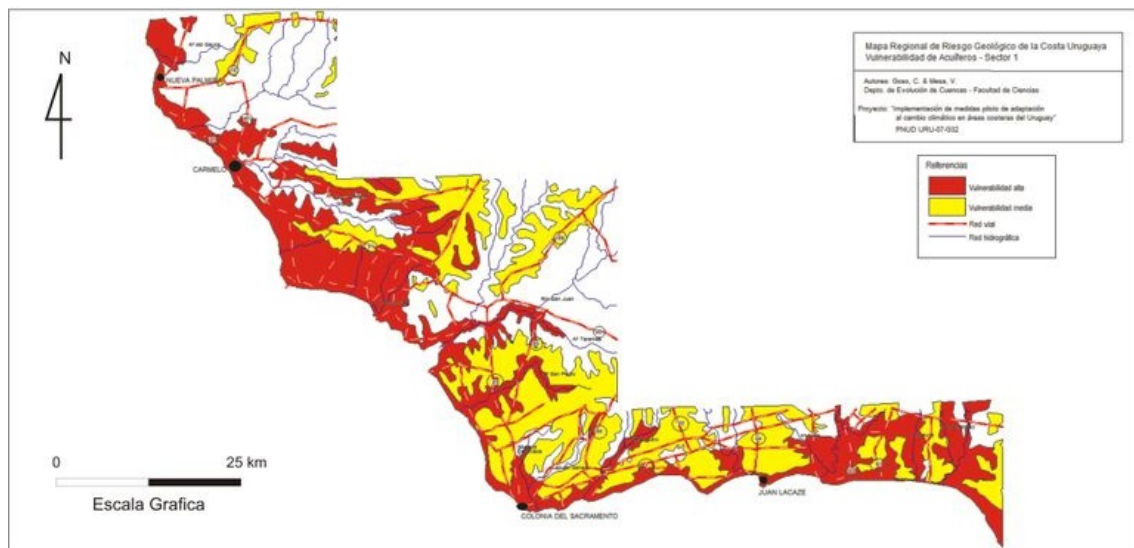 Mapa Regional de Riesgo Geológico de la Costa Uruguaya
Vulnerabilidad de Acuíferos - Sector 1
Autores: Goso, C. & Mesa, V.
Depto. de Evolución de Cuencas - Facultad de Ciencias
Proyecto: "Implementación de medidas piloto de adaptación
al cambio climático en áreas costeras del Uruguay"
PNUD URU-07-G32
Referencias
Vulnerabilidad alta
Vulnerabilidad media
Red vial
Red hidrográfica
N
NUEVA PALMIRA
CARMELO
Río San Juan
COLONIA DEL SACRAMENTO
JUAN LACAZE
0 25 km
Escala Grafica